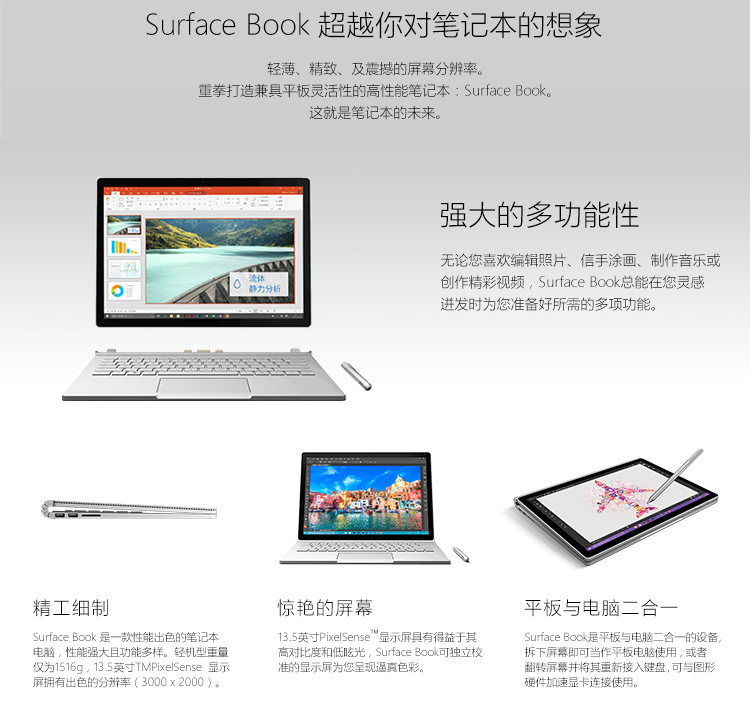 Surface Book 超越你对笔记本的想象
轻薄、精致、及震撼的屏幕分辨率。
重拳打造兼具平板灵活性的高性能笔记本：Surface Book。
这就是笔记本的未来。
强大的多功能性
无论您喜欢编辑照片、信手涂画、制作音乐或
创作精彩视频，Surface Book总能在您灵感
迸发时为您准备好所需的多项功能。
流体
静力分析
精工细制
Surface Book 是一款性能出色的笔记本
电脑，性能强大且功能多样。轻机型重量
仅为1516g，13.5英寸TMPixelSense 显示
屏拥有出色的分辨率（3000 x 2000）。
惊艳的屏幕
13.5英寸PixelSense™显示屏具有得益于其
高对比度和低眩光，Surface Book可独立校
准的显示屏为您呈现逼真色彩。
平板与电脑二合一
Surface Book是平板与电脑二合一的设备,
拆下屏幕即可当作平板电脑使用，或者
翻转屏幕并将其重新接入键盘,可与图形
硬件加速显卡连接使用。